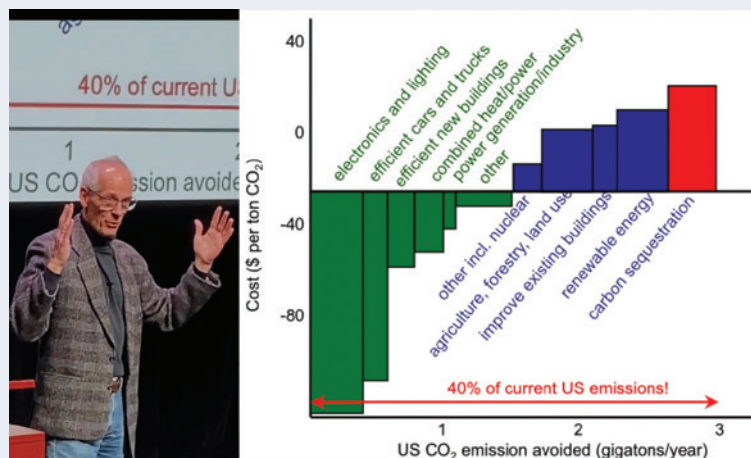 40% of current US
1
2
US CO₂ emission avoided
40
0
-40
-80
Cost ($ per ton CO₂)
electronics and lighting
efficient cars and trucks
efficient new buildings
combined heat/power
power generation/industry
other
other incl. nuclear
agriculture, forestry, land use
improve existing buildings
renewable energy
carbon sequestration
40% of current US emissions!
1
2
3
US CO₂ emission avoided (gigatons/year)